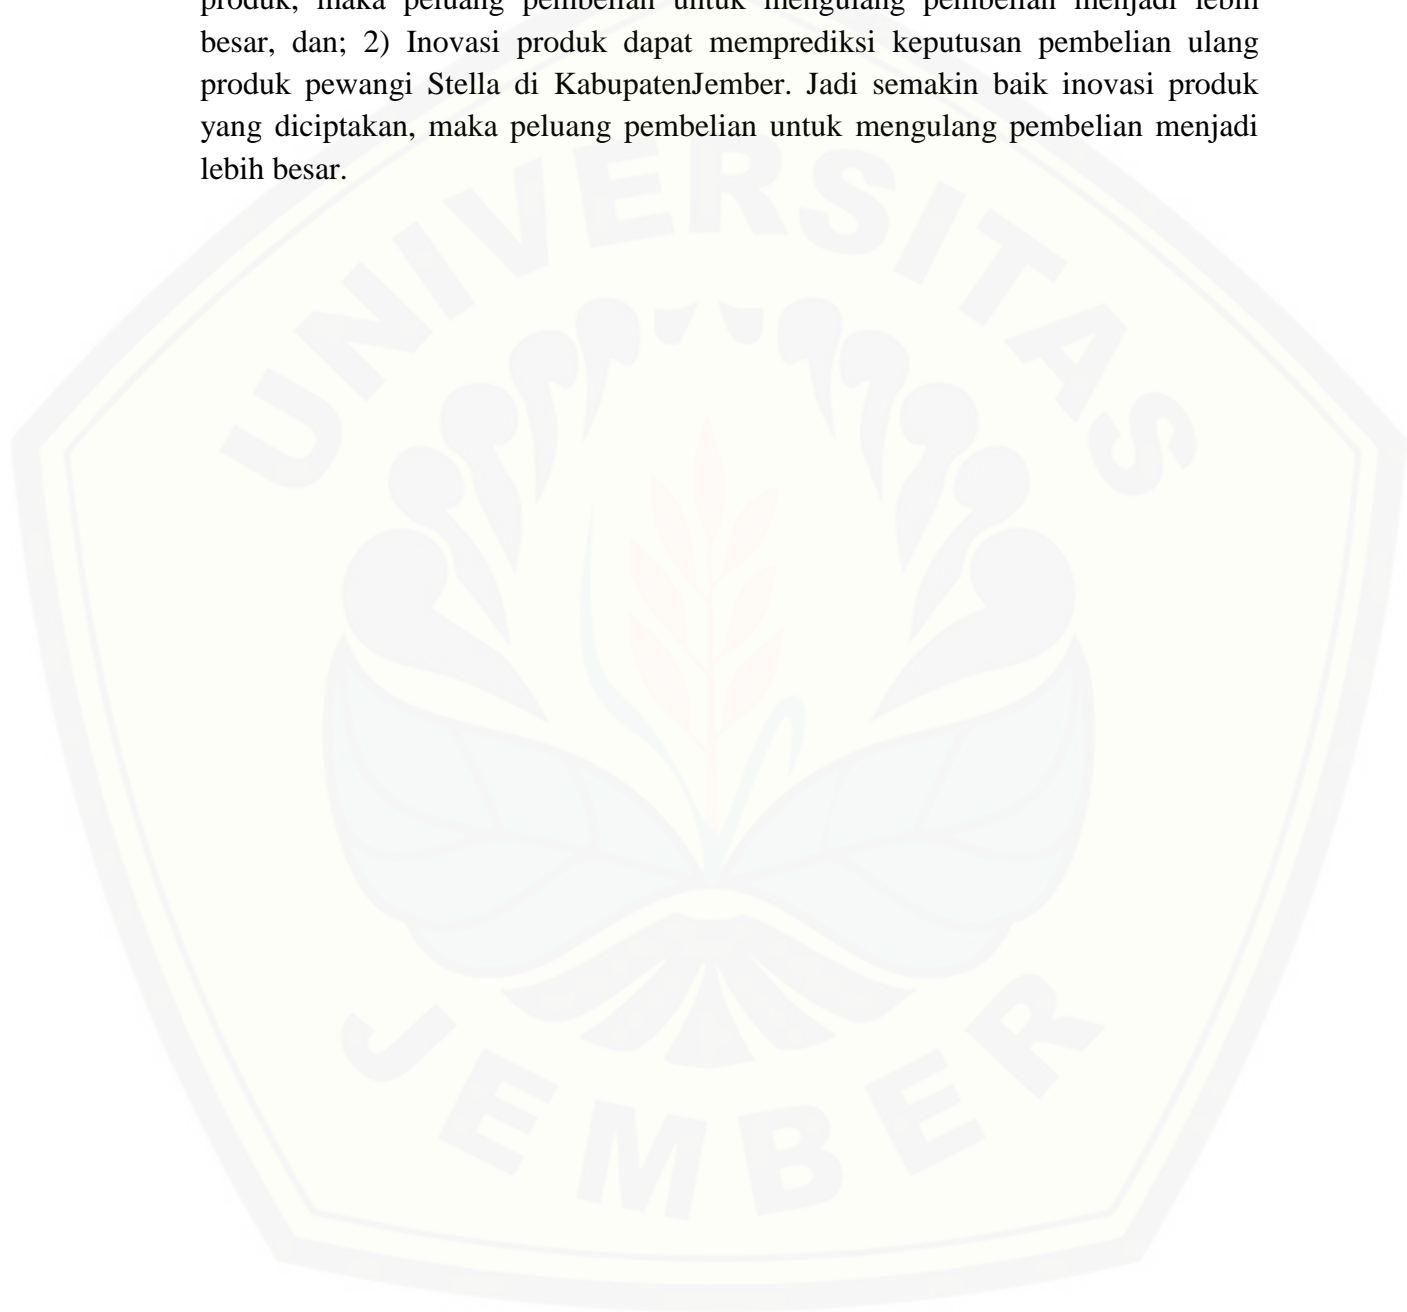 produk, maka peluang pembelian untuk mengulang pembelian menjadi lebih
besar, dan; 2) Inovasi produk dapat memprediksi keputusan pembelian ulang
produk pewangi Stella di KabupatenJember. Jadi semakin baik inovasi produk
yang diciptakan, maka peluang pembelian untuk mengulang pembelian menjadi
lebih besar.
UNIVERSITAS
JEMBER